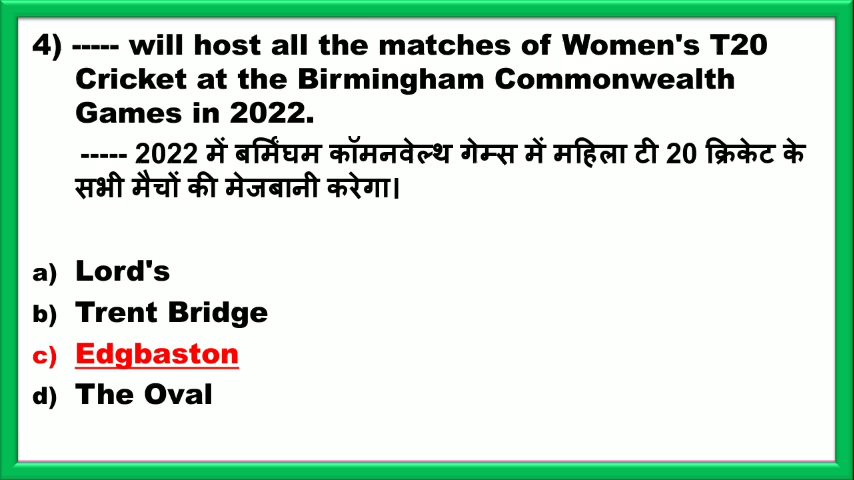 4) ----- will host all the matches of Women's T20
Cricket at the Birmingham Commonwealth
Games in 2022.
----- 2022 में बर्मिंघम कॉमनवेल्थ गेम्स में महिला टी 20 क्रिकेट के
सभी मैचों की मेजबानी करेगा।
a) Lord's
b) Trent Bridge
c) Edgbaston
d) The Oval